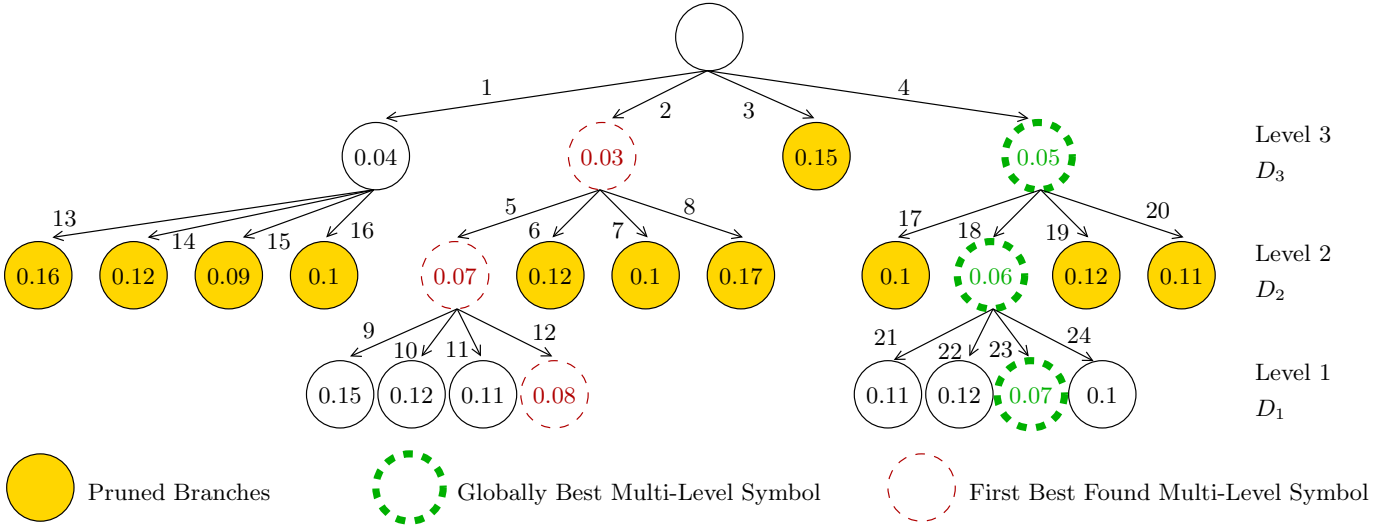 1 2 3 4
0.04 0.03 0.15 0.05 Level 3
D₃
13 14 15 16 5 6 7 8 17 18 19 20
0.16 0.12 0.09 0.1 0.07 0.12 0.1 0.17 0.1 0.06 0.12 0.11 Level 2
D₂
9 10 11 12 21 22 23 24
0.15 0.12 0.11 0.08 0.11 0.12 0.07 0.1 Level 1
D₁
Pruned Branches Globally Best Multi-Level Symbol First Best Found Multi-Level Symbol